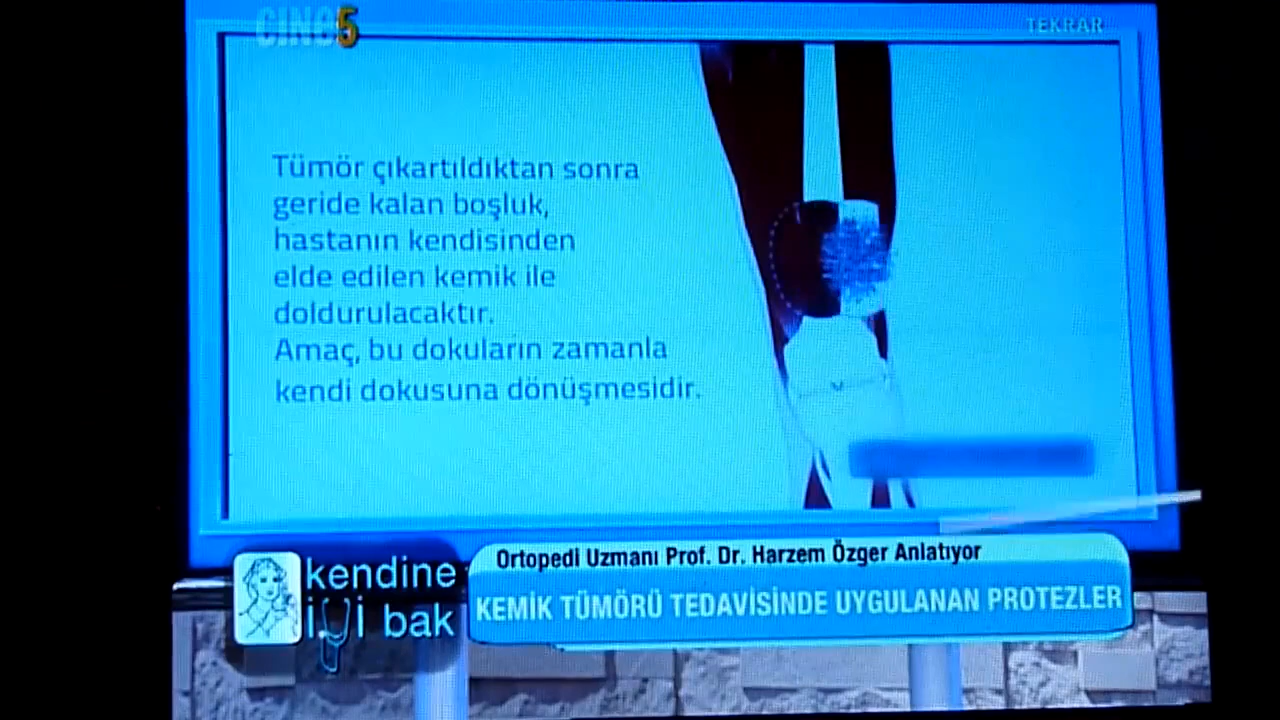 CINE5
TEKRAR
Tümör çıkartıldıktan sonra
geride kalan boşluk,
hastanın kendisinden
elde edilen kemik ile
doldurulacaktır.
Amaç, bu dokuların zamanla
kendi dokusuna dönüşmesidir.
Ortopedi Uzmanı Prof. Dr. Harzem Özger Anlatıyor
KEMİK TÜMÖRÜ TEDAVİSİNDE UYGULANAN PROTEZLER
kendine
iyi bak